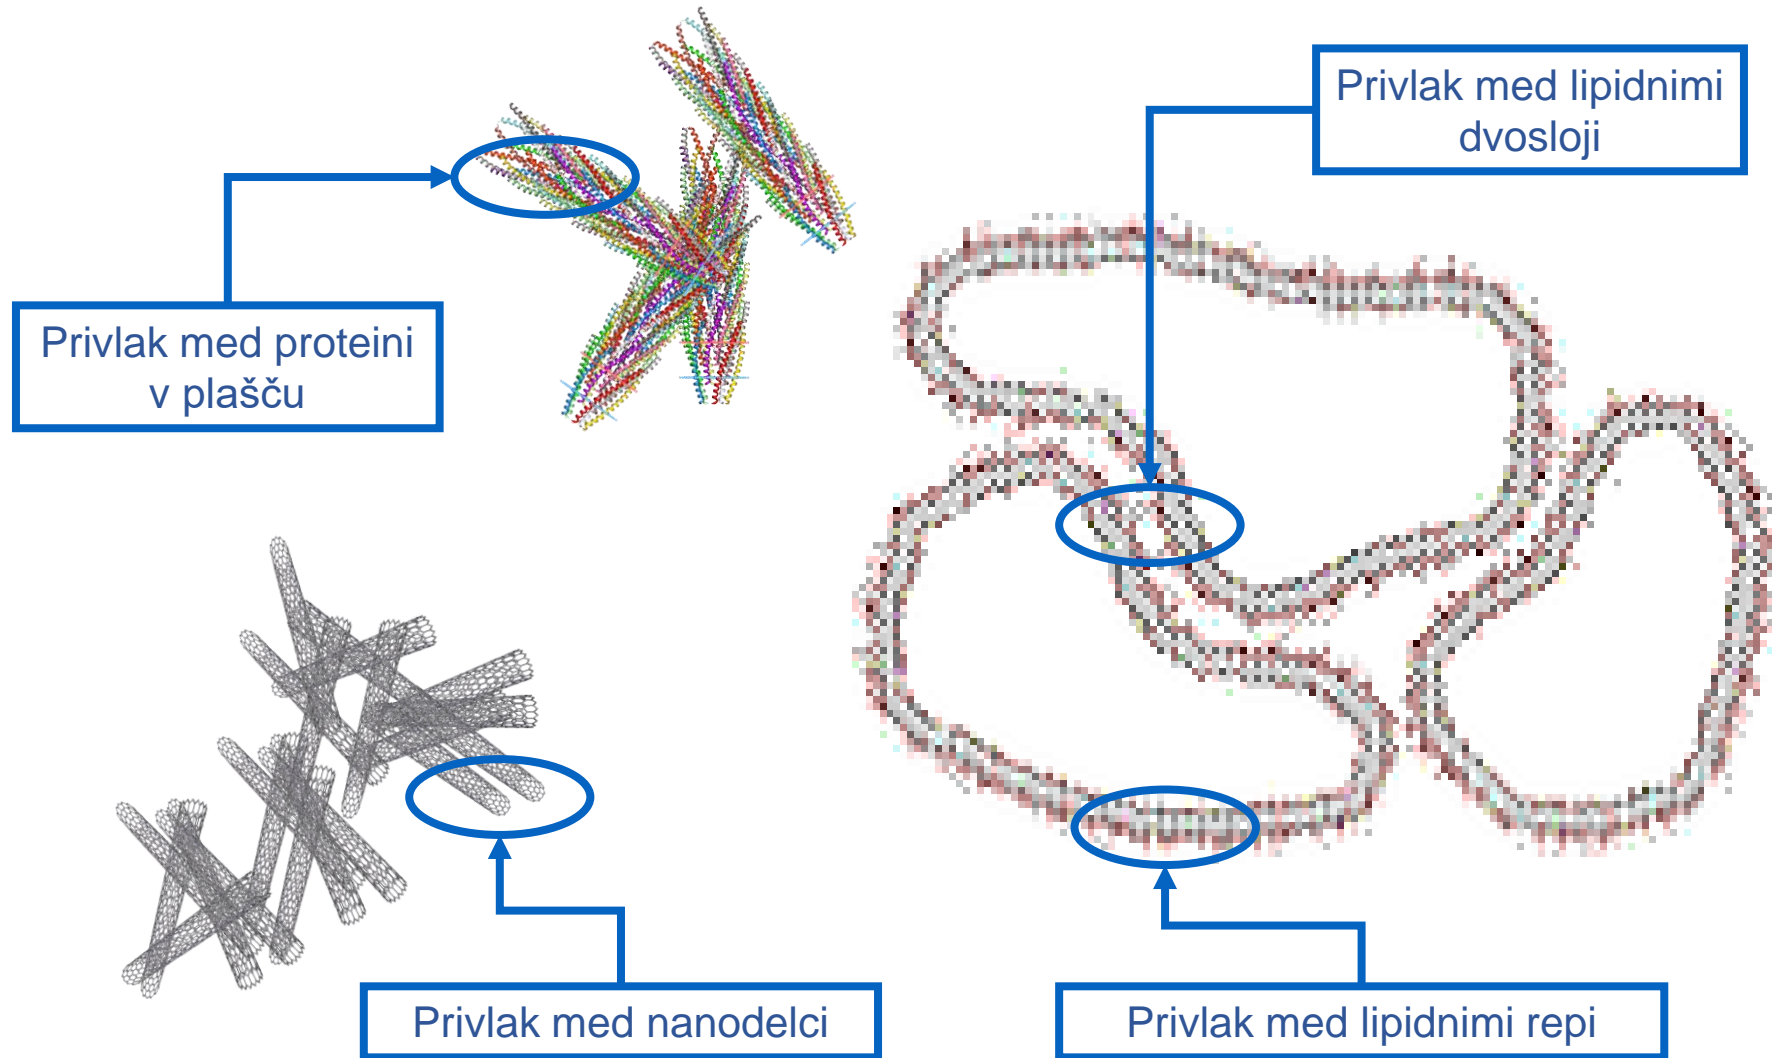 Privlak med lipidnimi
dvosloji
Privlak med proteini
v plašču
Privlak med nanodelci
Privlak med lipidnimi repi